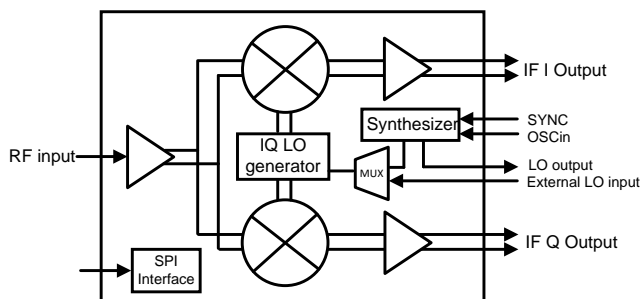 IF I Output
Synthesizer
SYNC
OSCin
RF input
IQ LO
generator
MUX
LO output
External LO input
IF Q Output
SPI
Interface